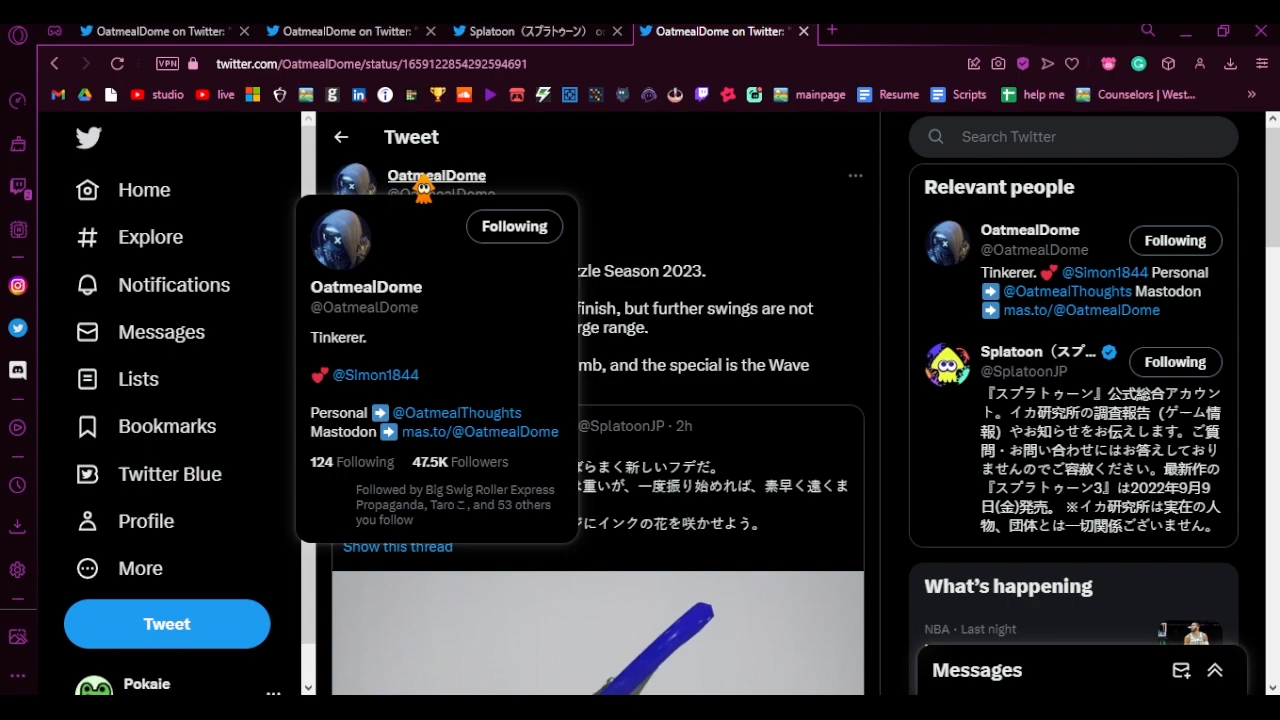 OatmealDome on Twitter: "
OatmealDome on Twitter: "
Splatoon（スプラトゥーン） o
OatmealDome on Twitter: "
VPN
twitter.com/OatmealDome/status/1659122854292594691
studio
live
mainpage
Resume
Scripts
help me
Counselors | West...
Home
Explore
Notifications
Messages
Lists
Bookmarks
Twitter Blue
Profile
More
Tweet
Pokaie
Tweet
OatmealDome
@OatmealDome
Following
OatmealDome
@OatmealDome
Tinkerer.
💕 @Simon1844
Personal ➡️ @OatmealThoughts
Mastodon ➡️ mas.to/@OatmealDome
124 Following 47.5K Followers
Followed by Big Swig Roller Express
Propaganda, Taroこ, and 53 others
you follow
zzle Season 2023.
finish, but further swings are not
rge range.
mb, and the special is the Wave
@SplatoonJP · 2h
ばらまく新しいフデだ。
は重いが、一度振り始めれば、素早く遠くま
ジにインクの花を咲かせよう。
Show this thread
Search Twitter
Relevant people
OatmealDome
@OatmealDome
Following
Tinkerer. 💕 @Simon1844 Personal
➡️ @OatmealThoughts Mastodon
➡️ mas.to/@OatmealDome
Splatoon（スプ...
@SplatoonJP
Following
『スプラトゥーン』公式総合アカウン
ト。イカ研究所の調査報告（ゲーム情
報）やお知らせをお伝えします。ご質
問・お問い合わせにはお答えしてお
りませんのでご容赦ください。最新作の
『スプラトゥーン3』は2022年9月9
日(金)発売。 ※イカ研究所は実在の人
物、団体とは一切関係ございません。
What's happening
NBA · Last night
Messages